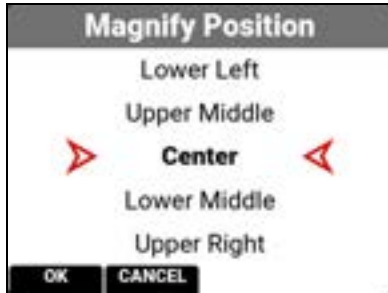 Magnify Position
Lower Left
Upper Middle
Center
Lower Middle
Upper Right
OK CANCEL